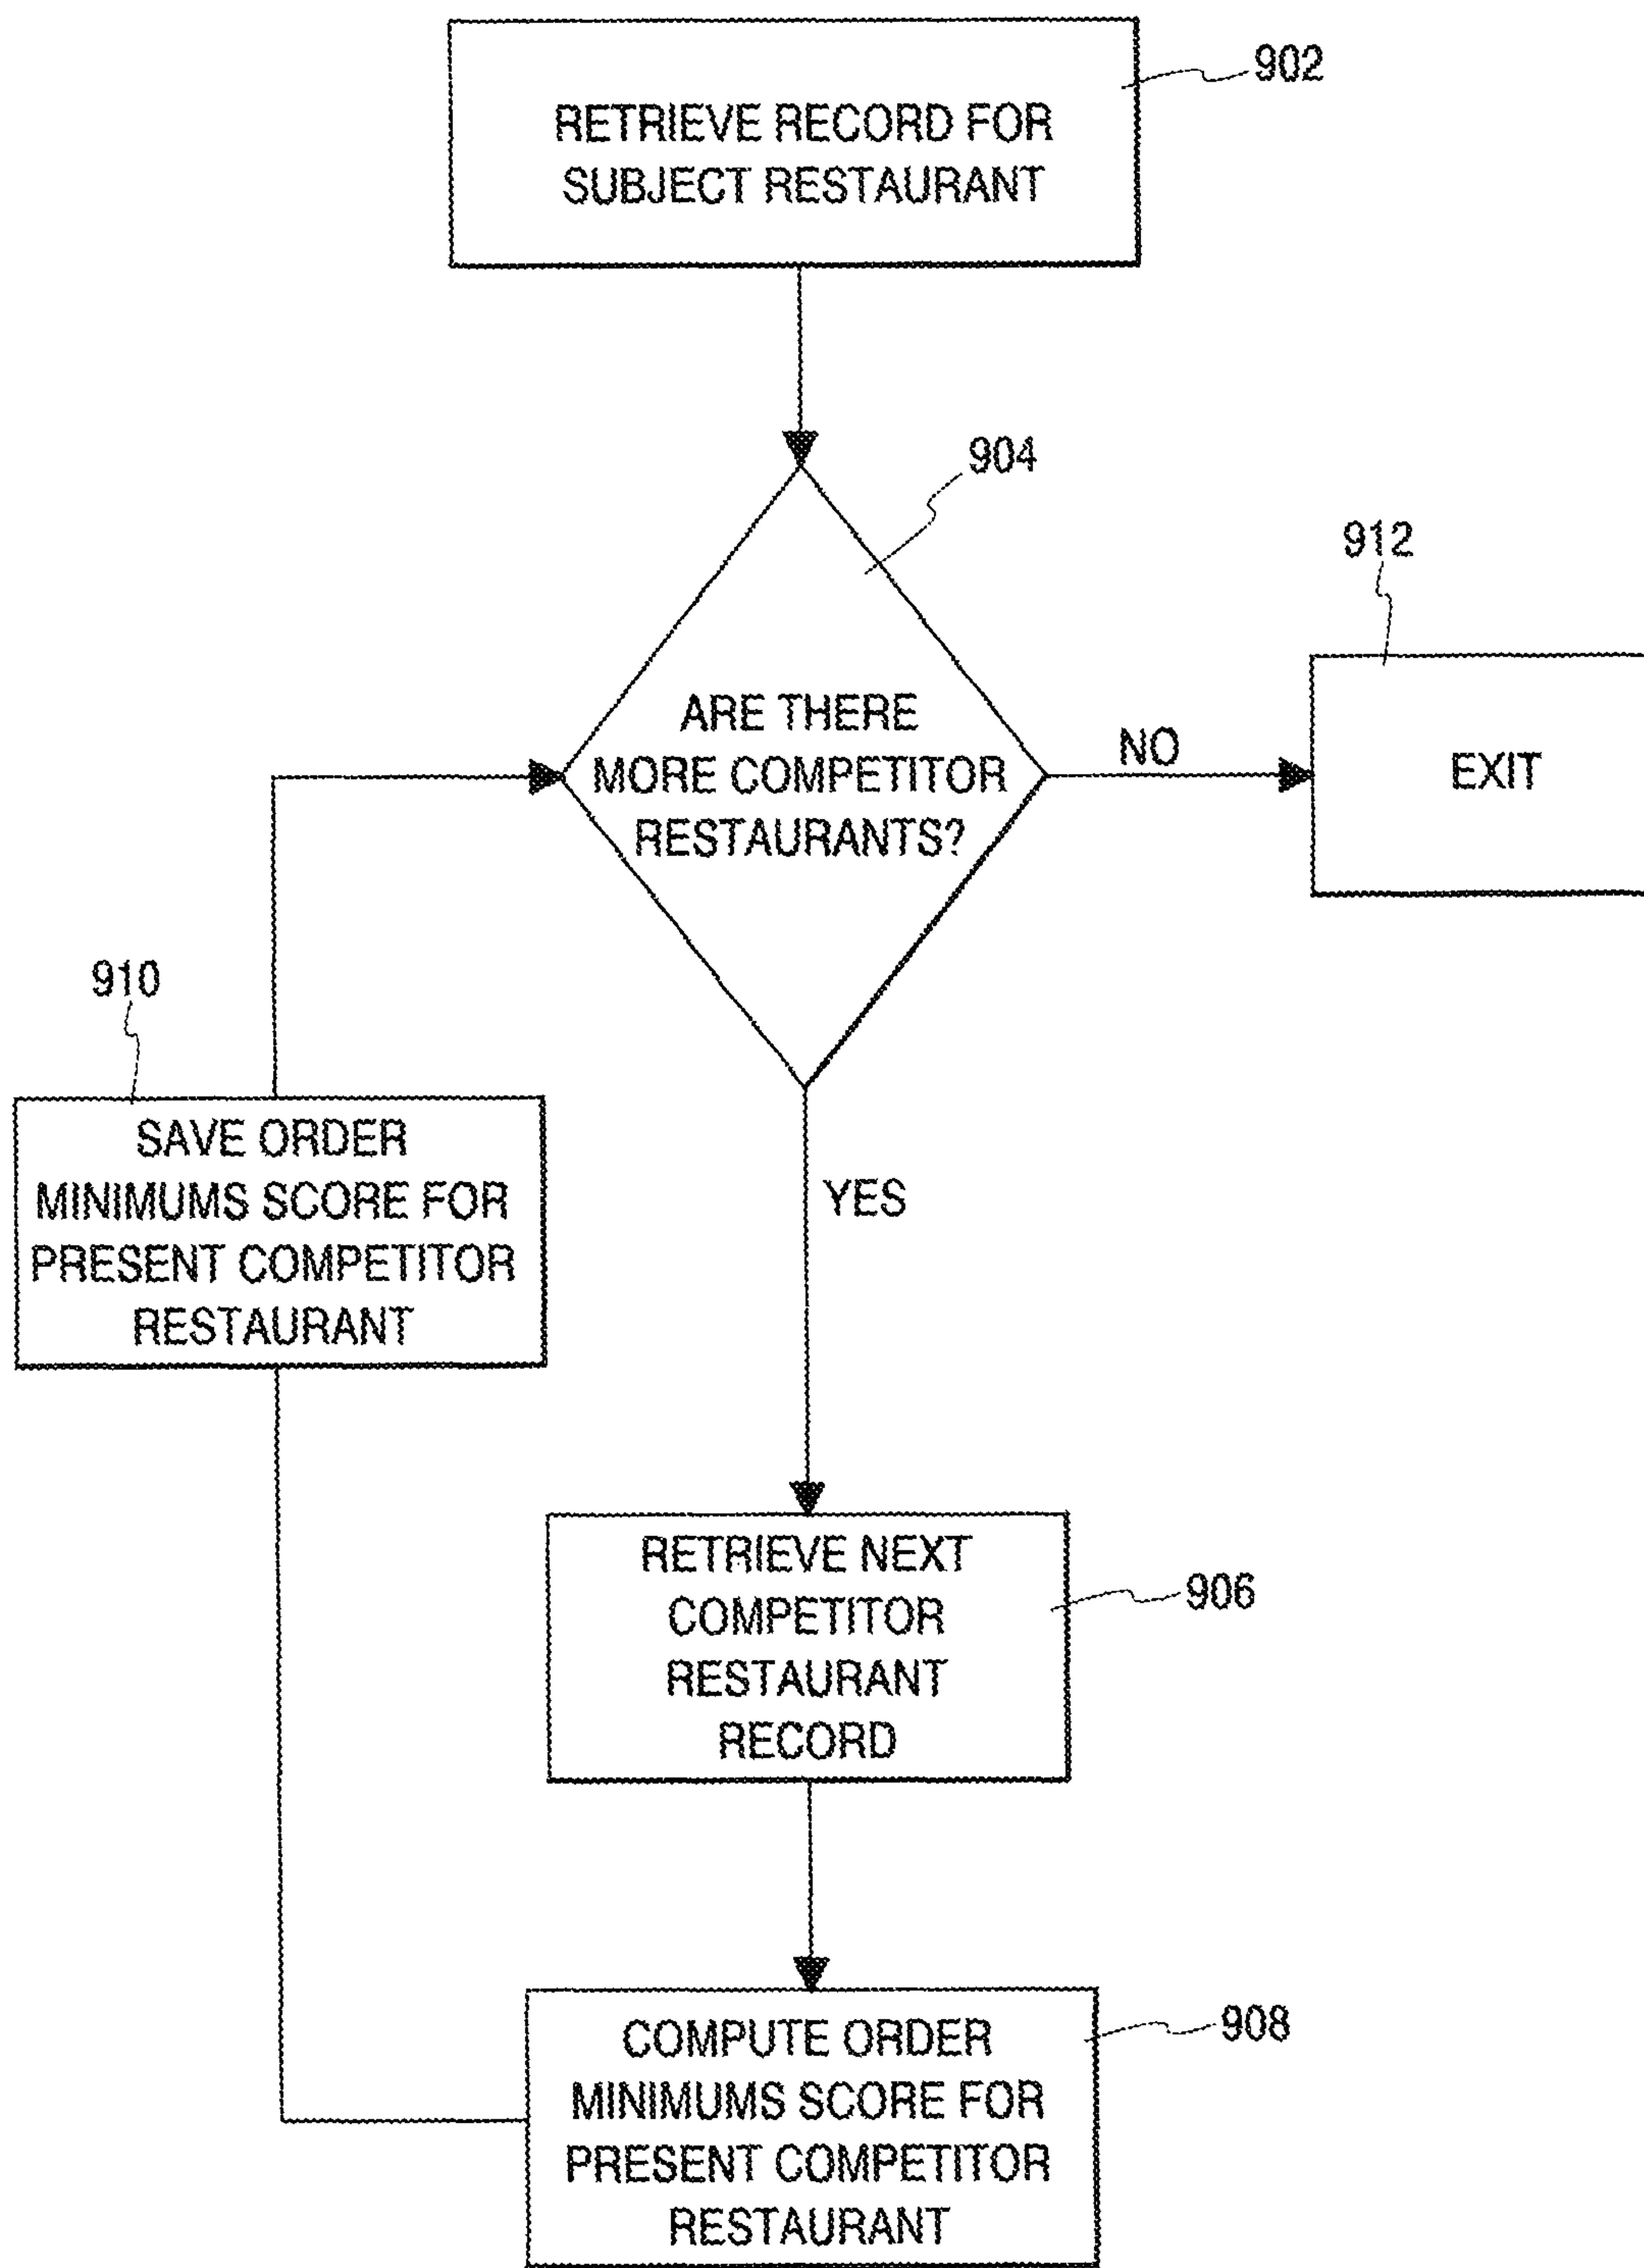 902
RETRIEVE RECORD FOR
SUBJECT RESTAURANT
904
912
ARE THERE
MORE COMPETITOR
RESTAURANTS?
NO
EXIT
910
SAVE ORDER
MINIMUMS SCORE FOR
PRESENT COMPETITOR
RESTAURANT
YES
RETRIEVE NEXT
COMPETITOR
RESTAURANT
RECORD
906
COMPUTE ORDER
MINIMUMS SCORE FOR
PRESENT COMPETITOR
RESTAURANT
908